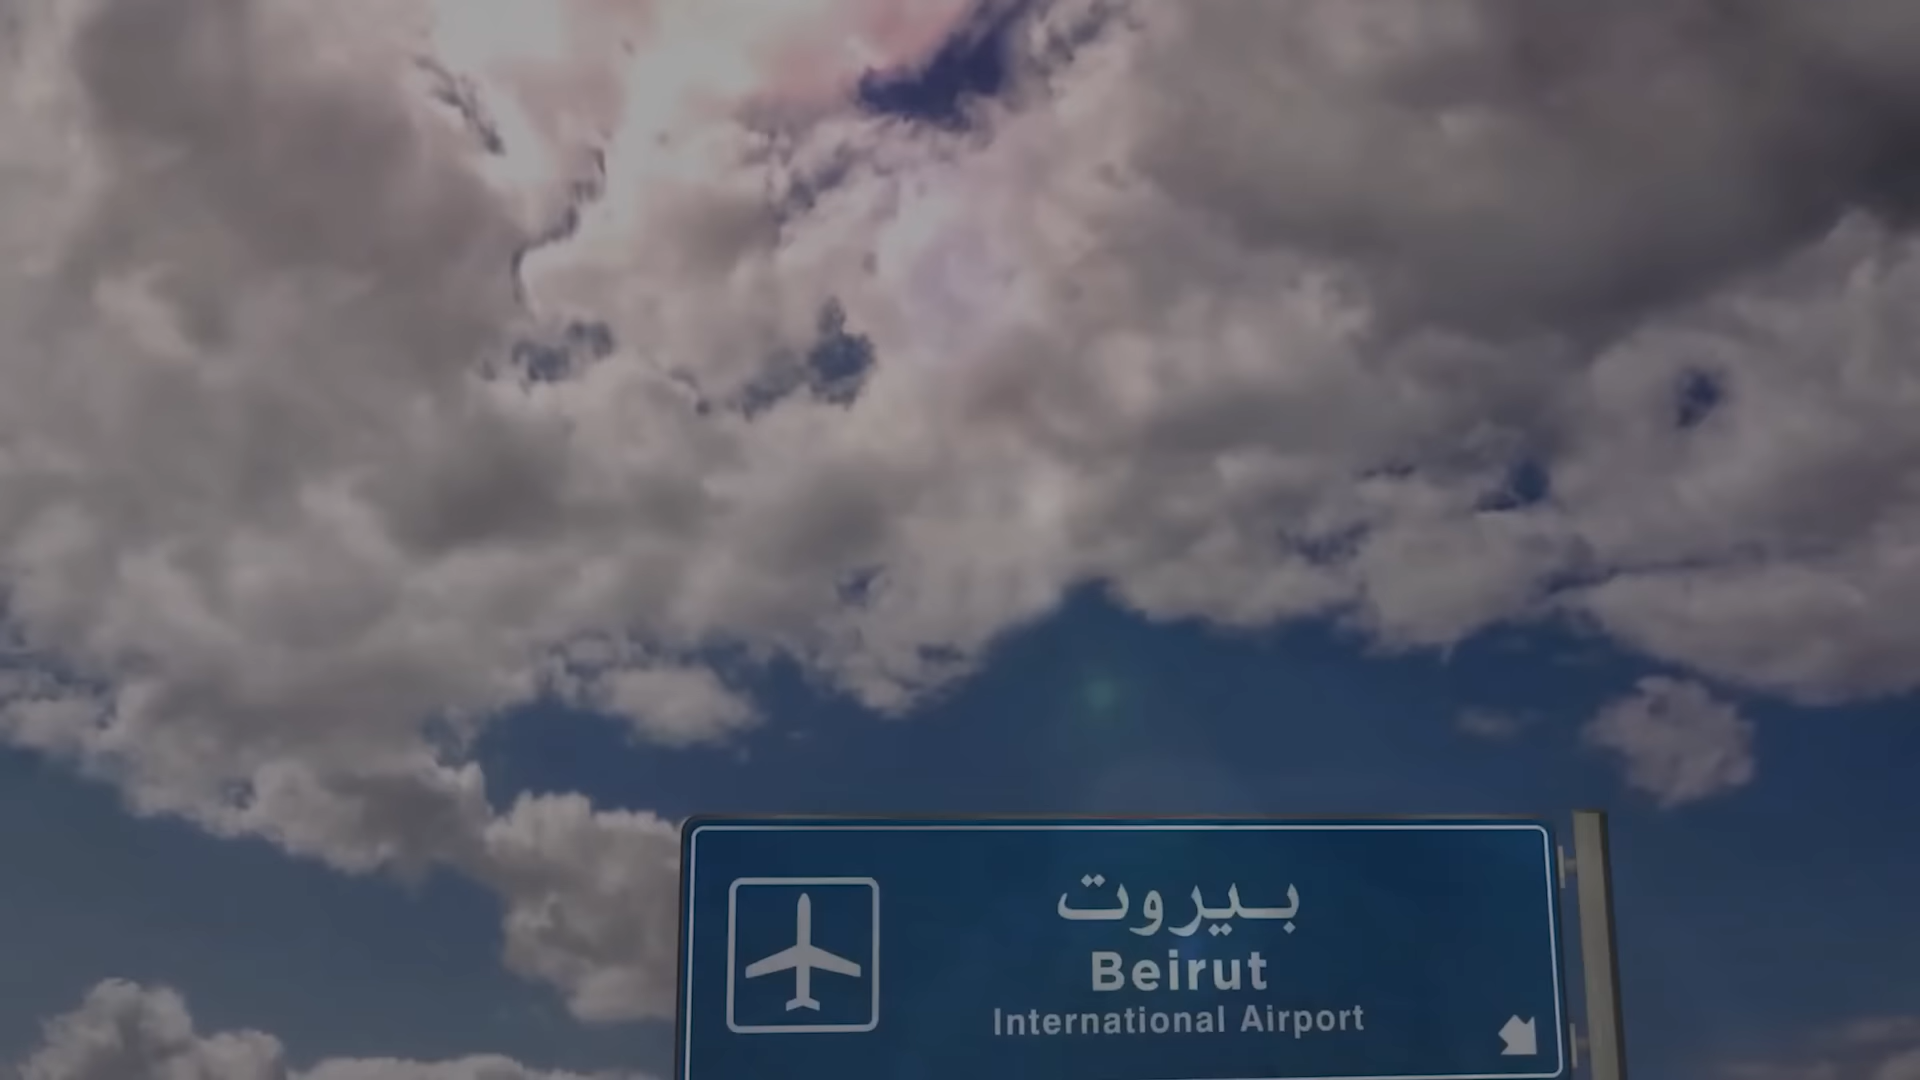 بيروت
Beirut
International Airport